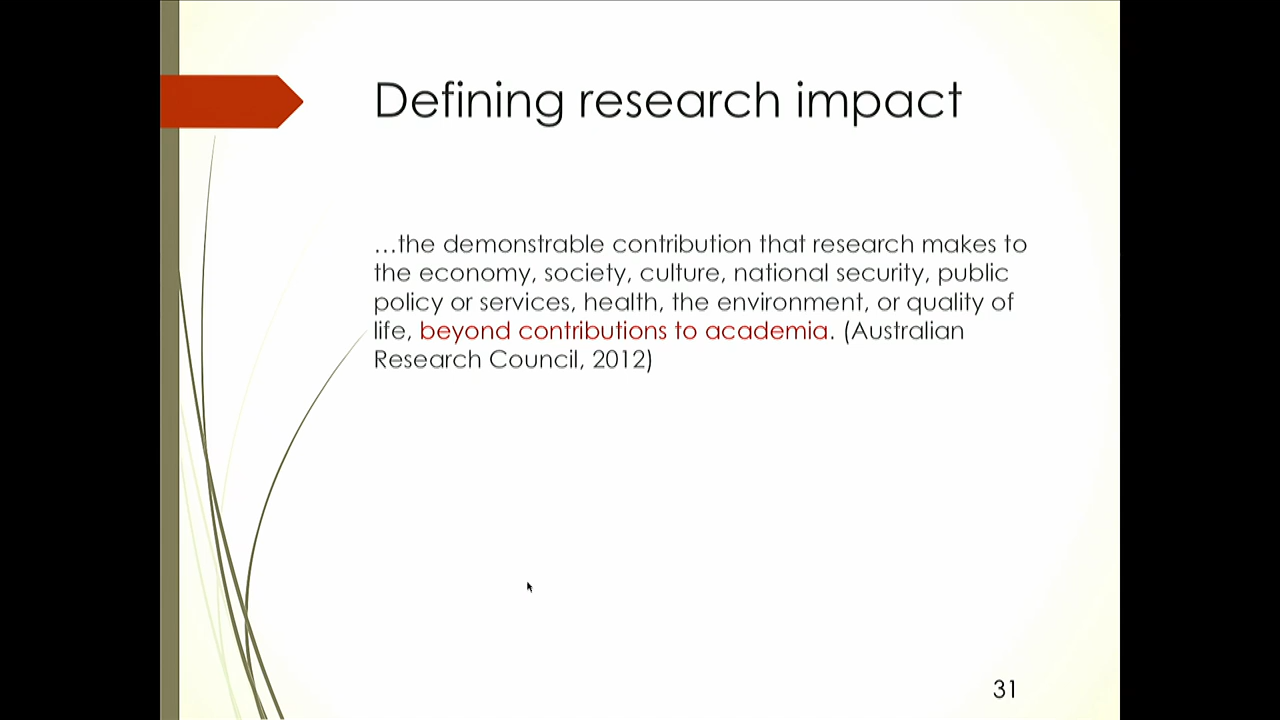 Defining research impact
…the demonstrable contribution that research makes to
the economy, society, culture, national security, public
policy or services, health, the environment, or quality of
life, beyond contributions to academia. (Australian
Research Council, 2012)
31